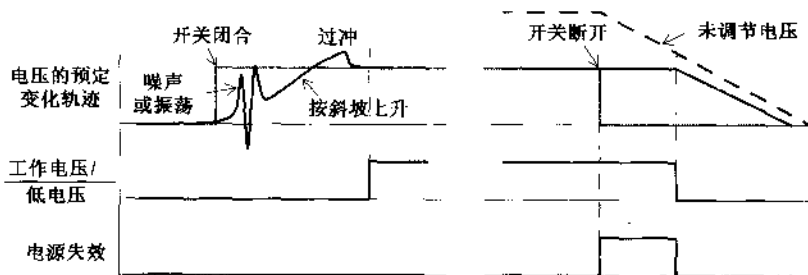 开关闭合
过冲
开关断开
未调节电压
电压的预定
变化轨迹
噪声
或振荡
按斜坡上升
工作电压/
低电压
电源失效